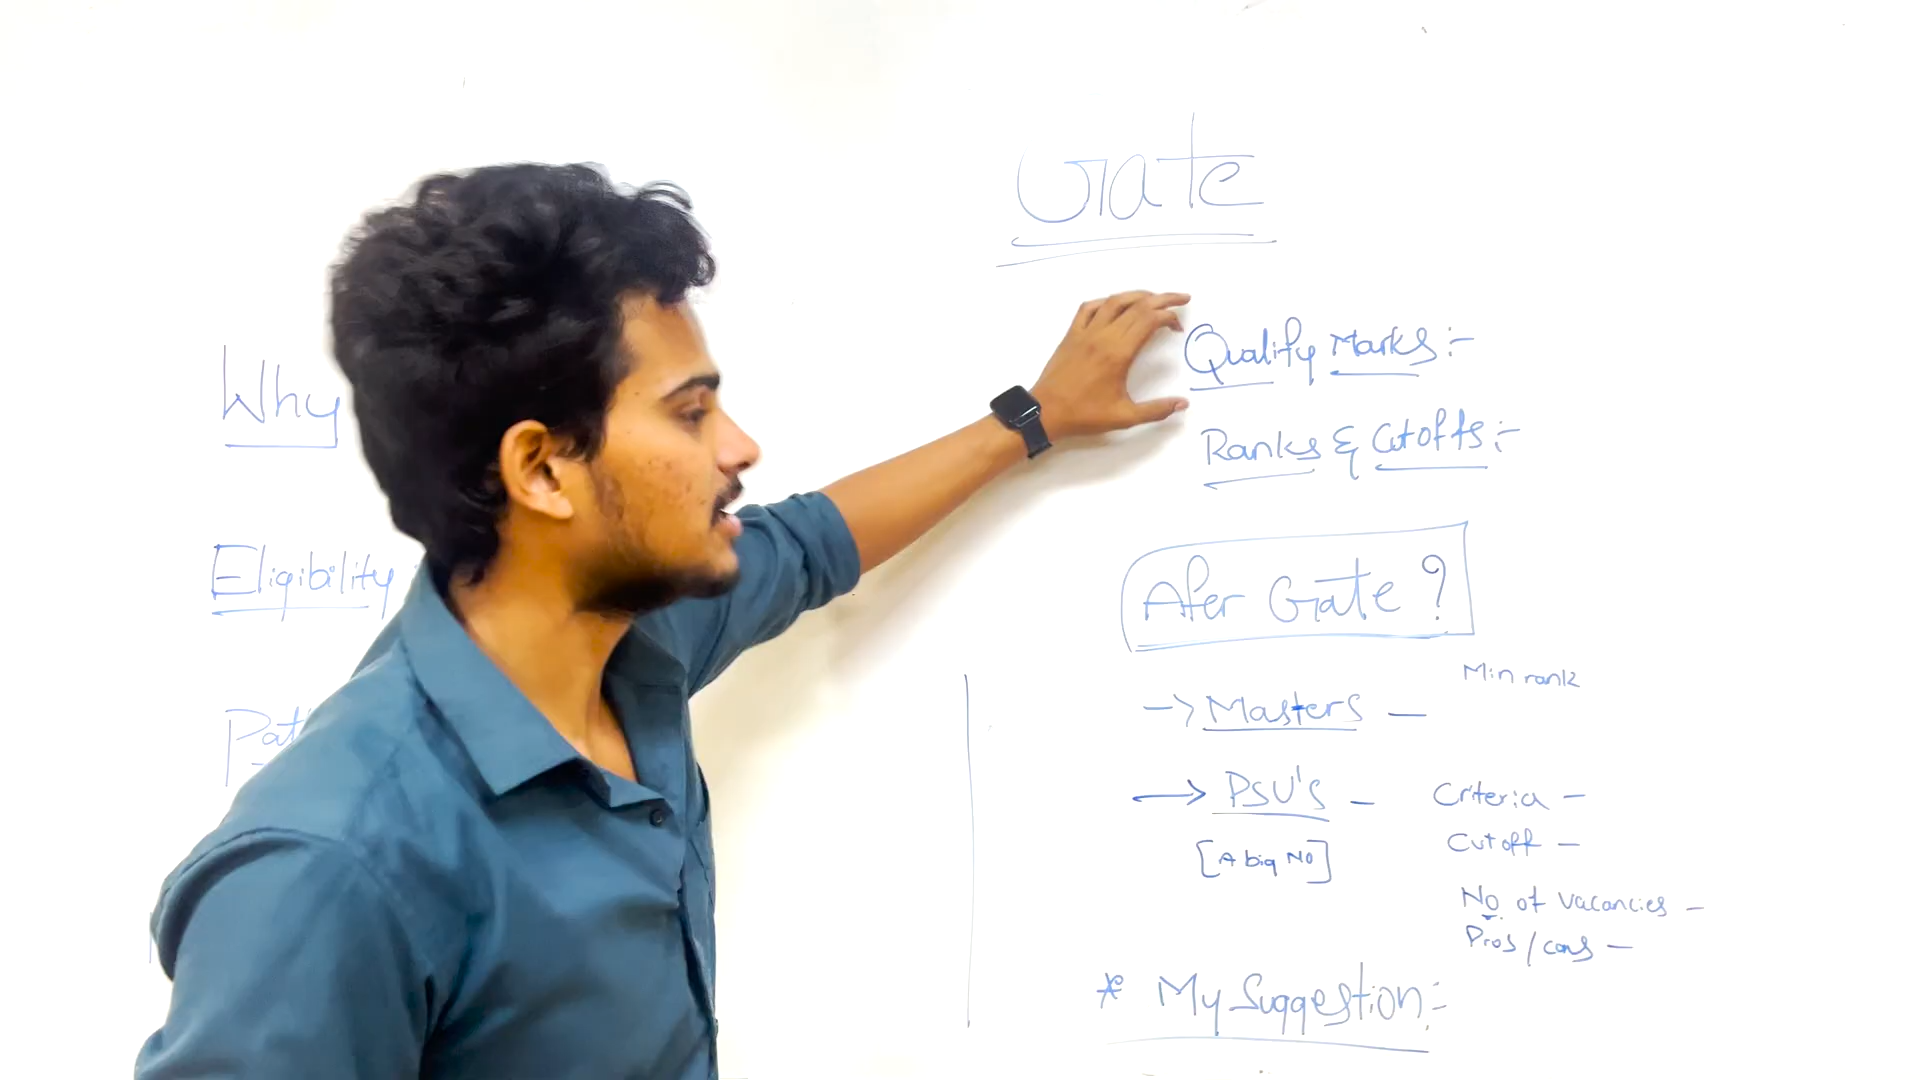 Gate
Why
Eligibility
Qualify Marks:-
Ranks & Cutoffs:-
Afer Gate ?
Min rank
-> Masters -
-> PSU's - Criteria -
[A big No] Cutoff -
No of vacancies -
Pros/cons -
* My Suggestion:-